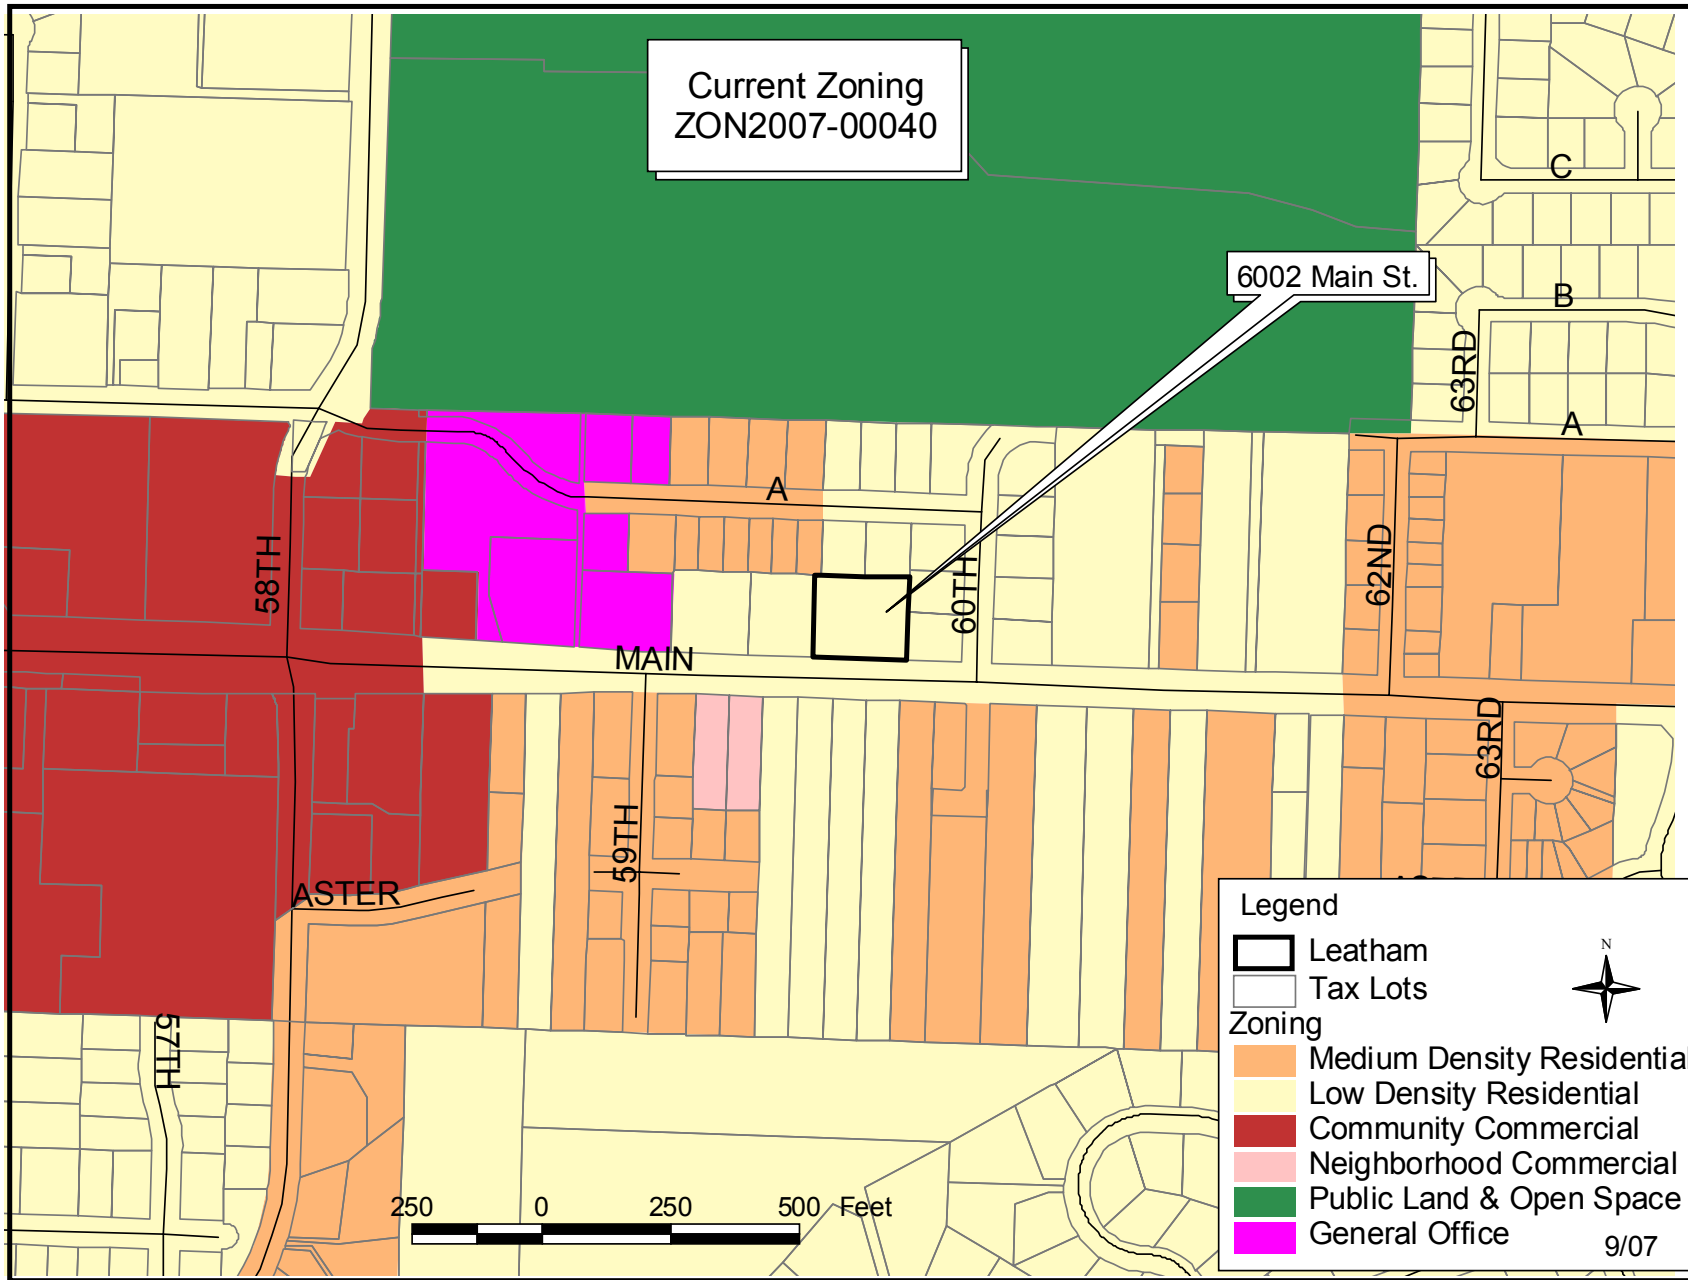 Current Zoning
ZON2007-00040
C
6002 Main St.
B
63RD
A
A
58TH
60TH
62ND
MAIN
63RD
59TH
ASTER
57TH
250 0 250 500 Feet
Legend
Leatham
Tax Lots
N
Zoning
Medium Density Residential
Low Density Residential
Community Commercial
Neighborhood Commercial
Public Land & Open Space
General Office
9/07